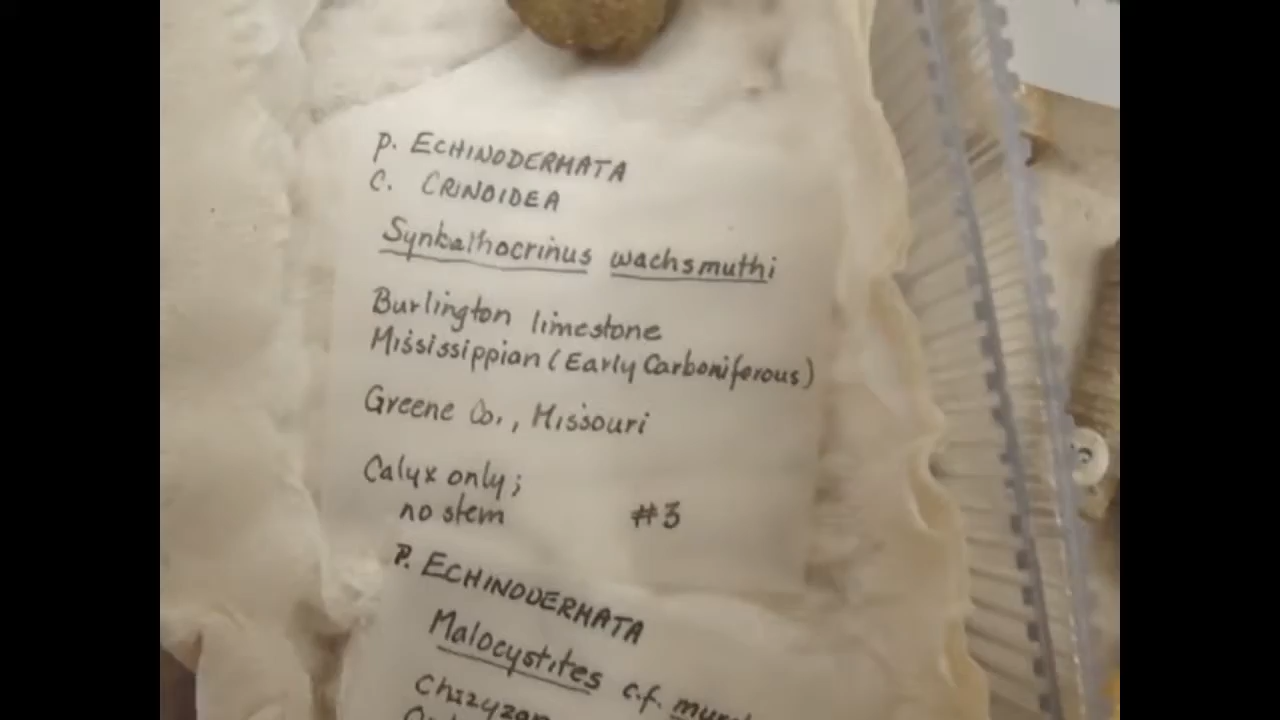 P. ECHINODERMATA
C. CRINOIDEA
Synbathocrinus wachsmuthi
Burlington limestone
Mississippian (Early Carboniferous)
Greene Co., Missouri
Calyx only;
no stem #3
P. ECHINODERMATA
Malocystites c.f.